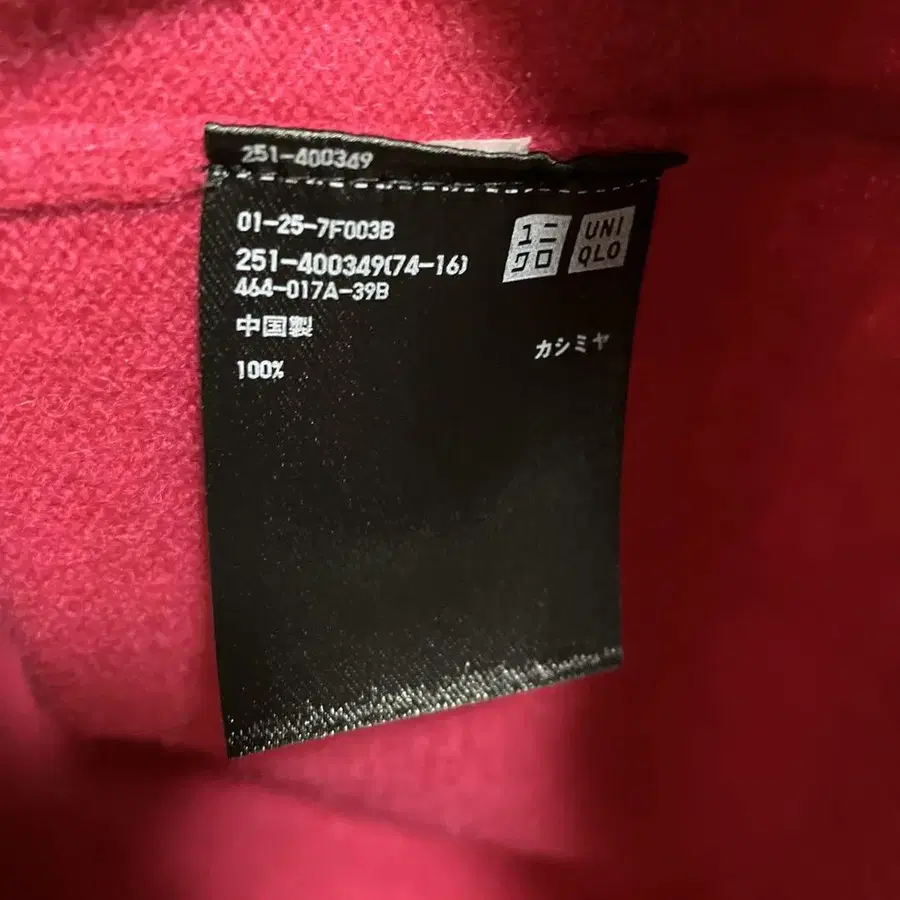 251-400349
01-25-7F003B
251-400349(74-16)
464-017A-39B
中国製
100%
ユニ
クロ
UNI
QLO
カシミヤ